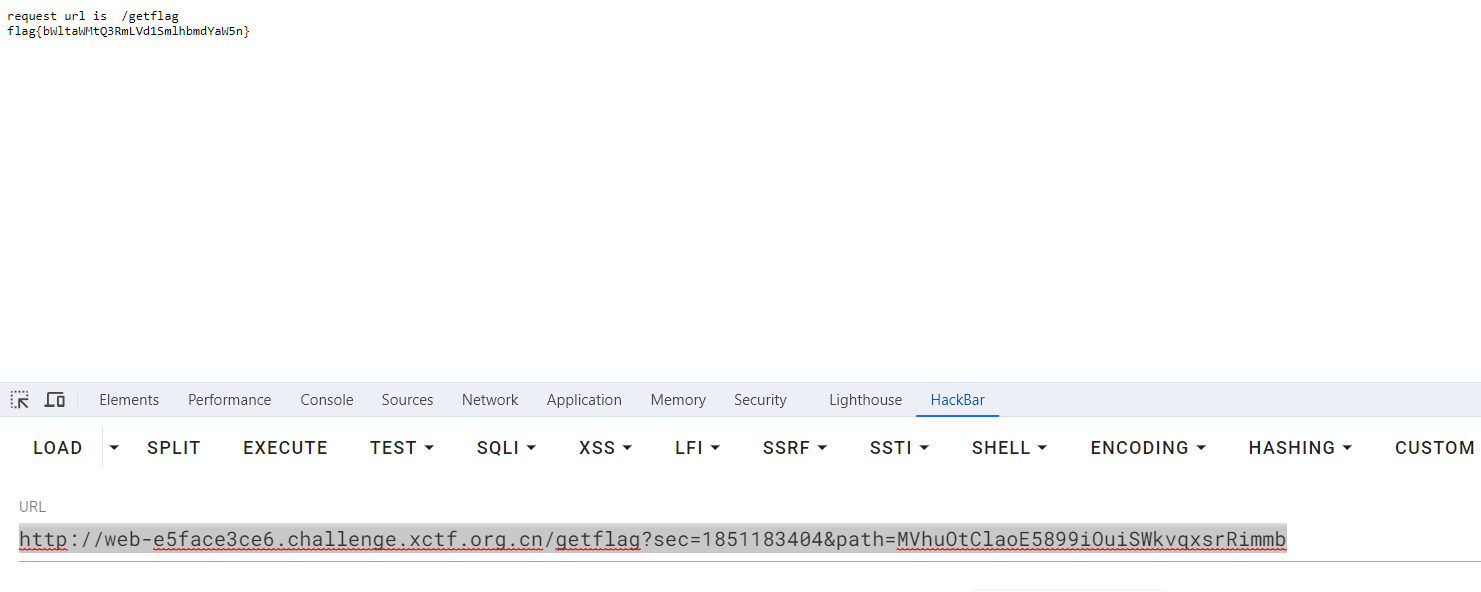 request url is  /getflag
flag{bWltaWMtQ3RmLVd1SmlhbmdYaW5n}
Elements Performance Console Sources Network Application Memory Security Lighthouse HackBar
LOAD SPLIT EXECUTE TEST SQLI XSS LFI SSRF SSTI SHELL ENCODING HASHING CUSTOM
URL
http://web-e5face3ce6.challenge.xctf.org.cn/getflag?sec=1851183404&path=MVhuOtClaoE5899iOuiSWkvqxsrRimmb